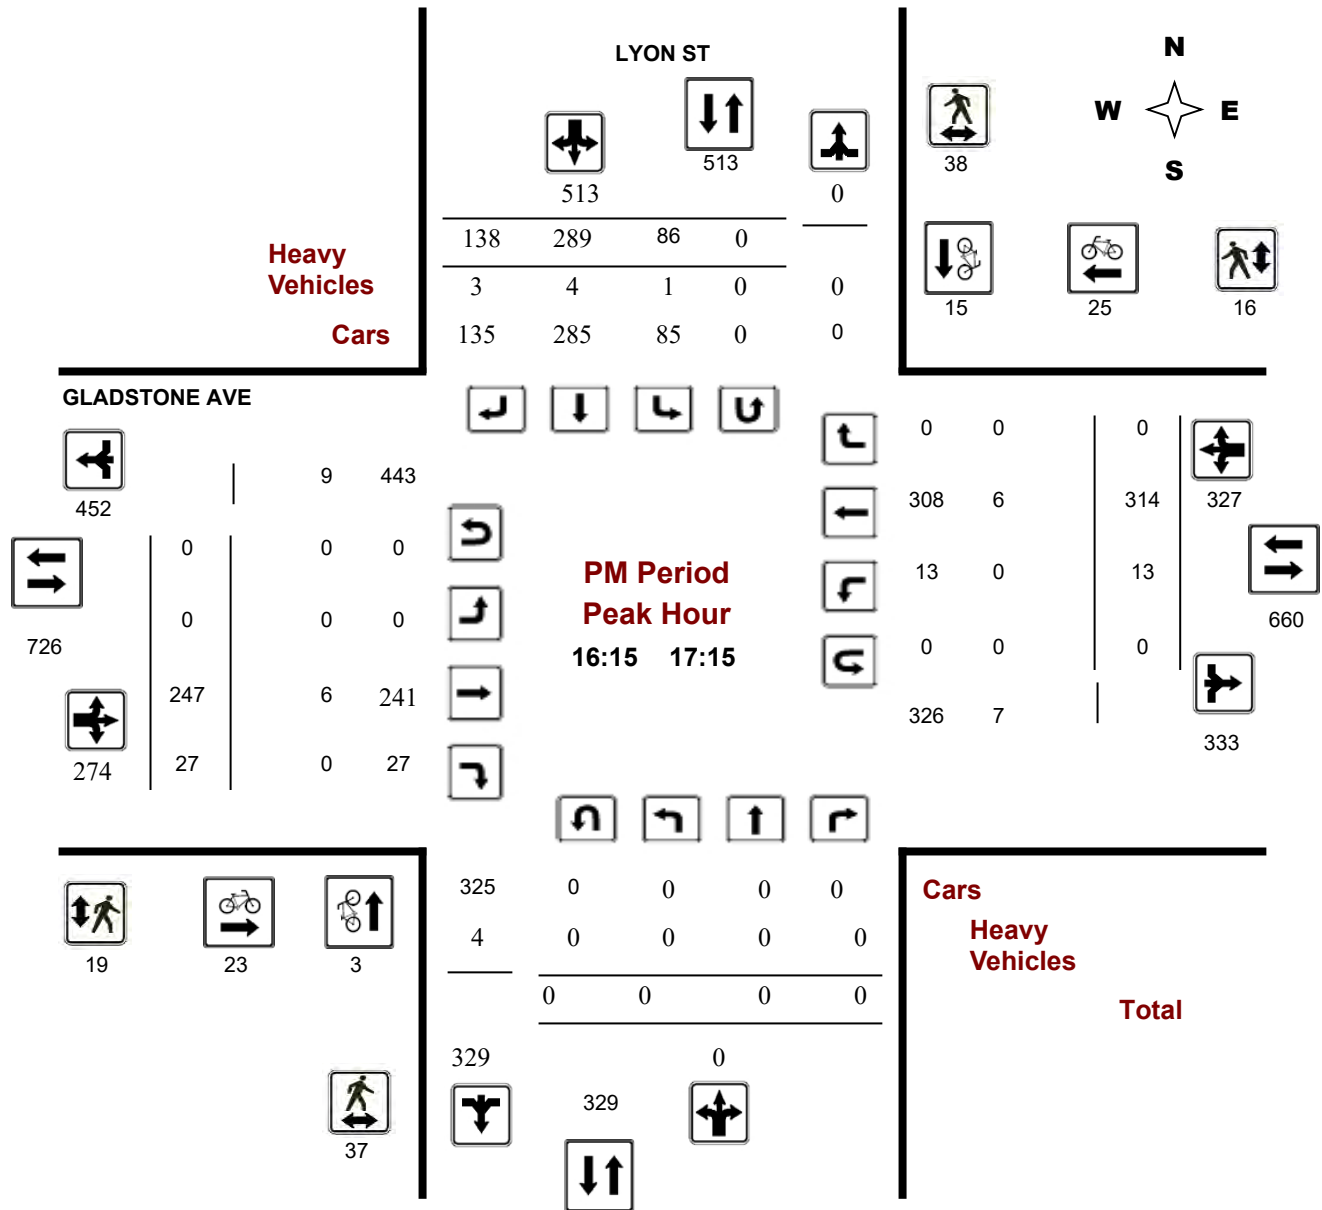 LYON ST
N
W E
S
513
38
513 0
138 289 86 0
Heavy
Vehicles
3 4 1 0 0
15 25 16
Cars 135 285 85 0 0
GLADSTONE AVE
0 0 0
9 443
452
308 6 314 327
0 0 0
13 0 13
PM Period
Peak Hour
0 0 0
660
726
16:15 17:15
0 0 0
247 6 241
326 7
333
274 27 0 27
325 0 0 0 0
Cars
4 0 0 0 0
Heavy
Vehicles
19 23 3
0 0 0 0
Total
329 0
329
37